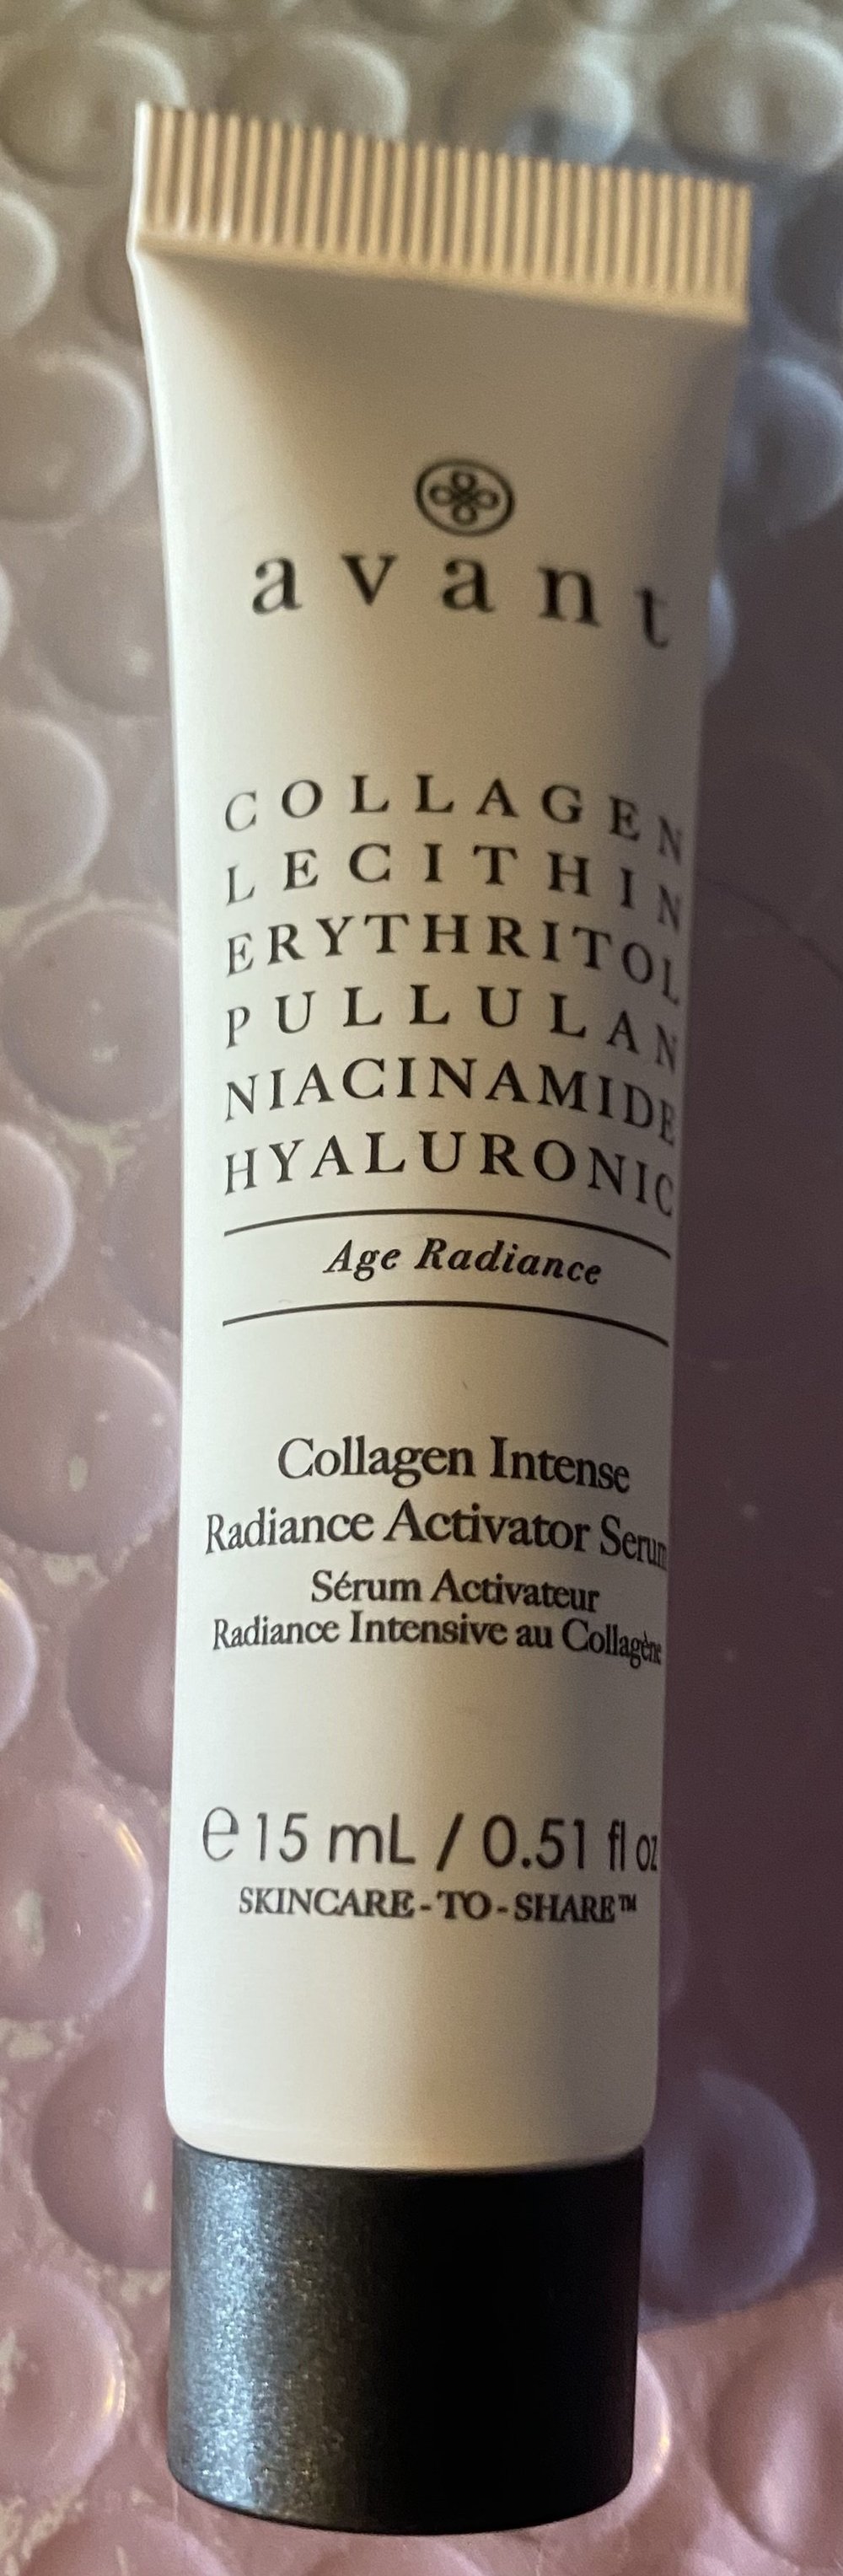 avant
COLLAGEN
LECITHIN
ERYTHRITOL
PULLULAN
NIACINAMIDE
HYALURONIC
Age Radiance
Collagen Intense
Radiance Activator Serum
Sérum Activateur
Radiance Intensive au Collagène
℮ 15 mL / 0.51 fl oz
SKINCARE-TO-SHARE™